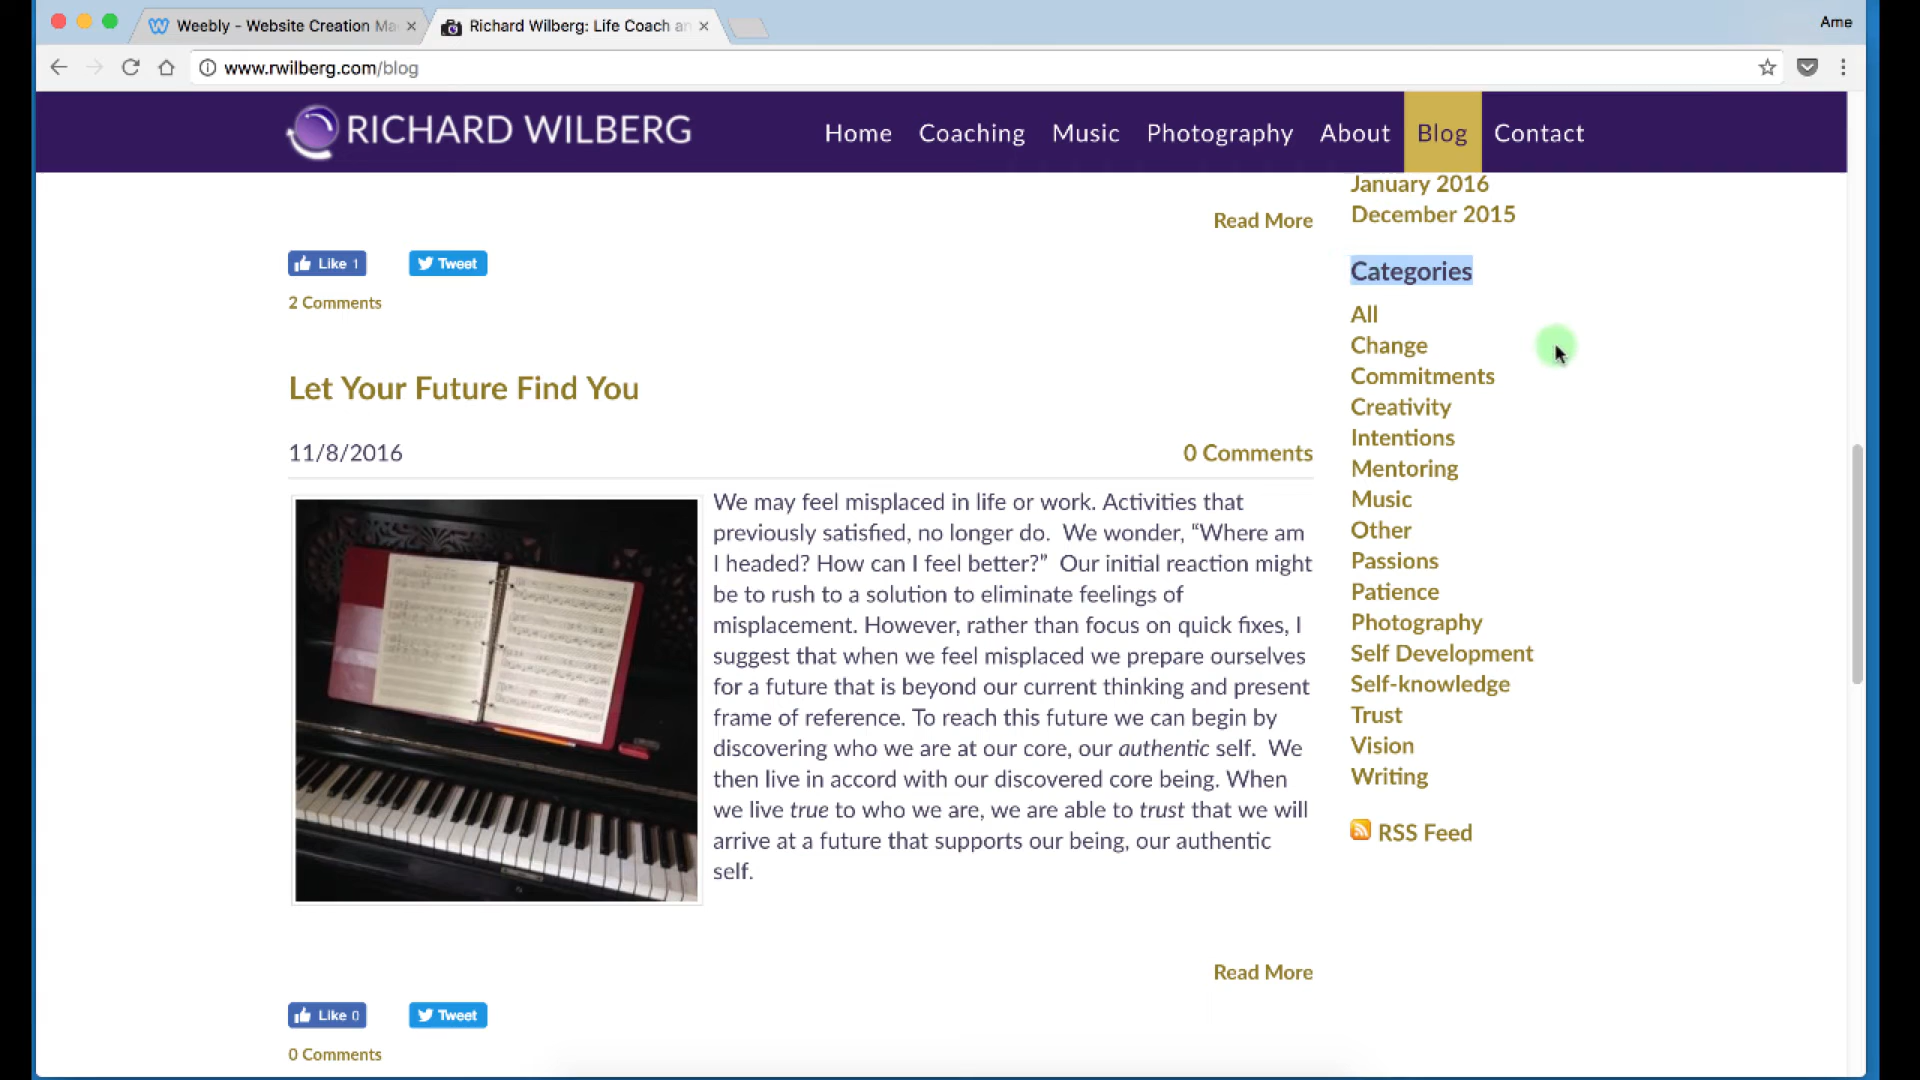 Weebly - Website Creation Ma
Richard Wilberg: Life Coach an
Ame
www.rwilberg.com/blog
RICHARD WILBERG
Home Coaching Music Photography About Blog Contact
Read More
Like 1
Tweet
2 Comments
Let Your Future Find You
11/8/2016
0 Comments
We may feel misplaced in life or work. Activities that
previously satisfied, no longer do.  We wonder, “Where am
I headed? How can I feel better?”  Our initial reaction might
be to rush to a solution to eliminate feelings of
misplacement. However, rather than focus on quick fixes, I
suggest that when we feel misplaced we prepare ourselves
for a future that is beyond our current thinking and present
frame of reference. To reach this future we can begin by
discovering who we are at our core, our authentic self.  We
then live in accord with our discovered core being. When
we live true to who we are, we are able to trust that we will
arrive at a future that supports our being, our authentic
self.
Read More
Like 0
Tweet
0 Comments
January 2016
December 2015
Categories
All
Change
Commitments
Creativity
Intentions
Mentoring
Music
Other
Passions
Patience
Photography
Self Development
Self-knowledge
Trust
Vision
Writing
RSS Feed